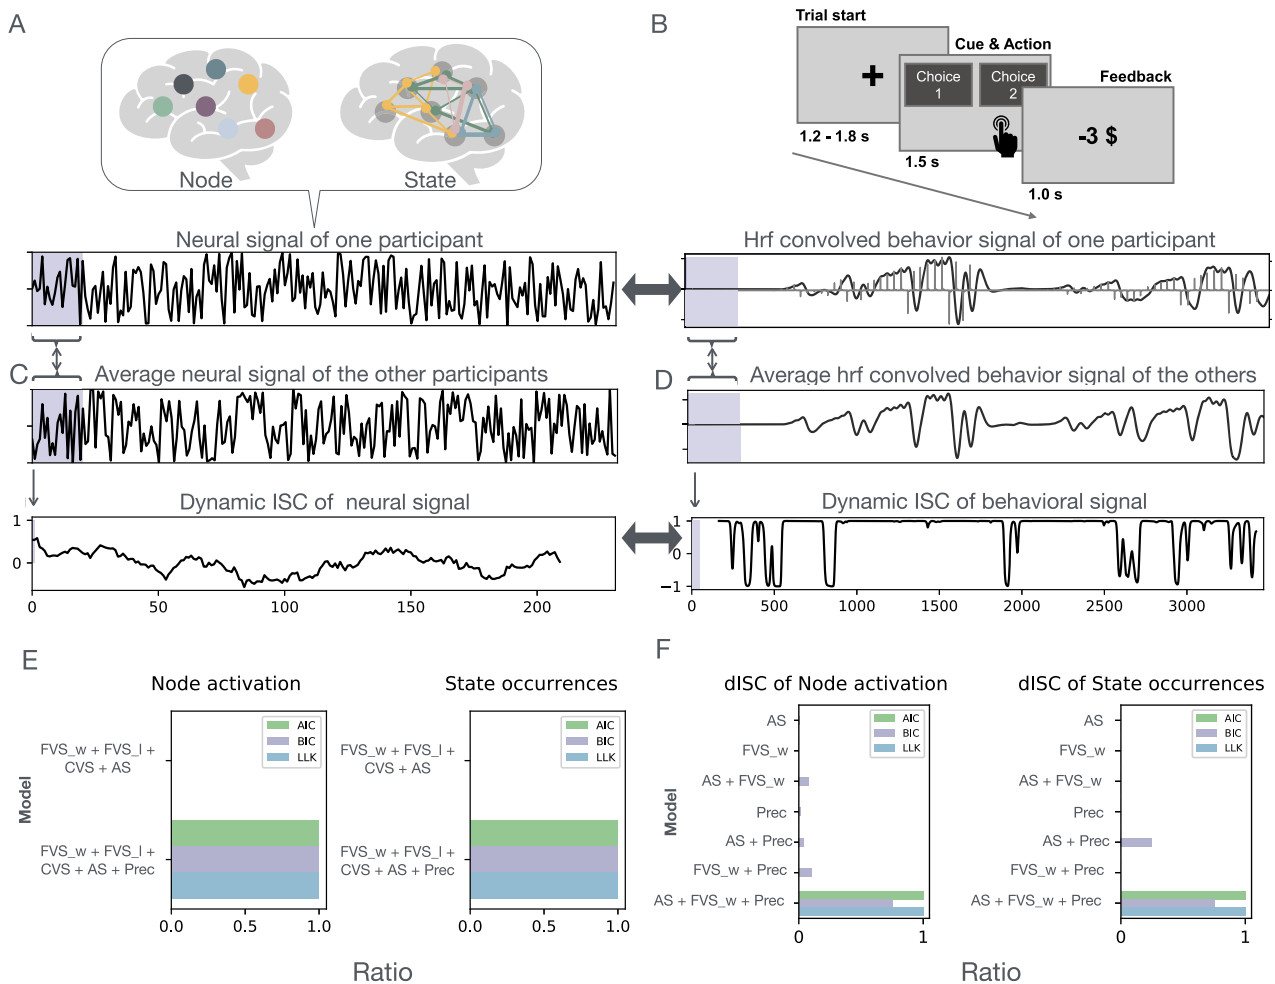 A
B
Node
State
Trial start
Cue & Action
Choice
1
Choice
2
Feedback
-3 $
1.2 - 1.8 s
1.5 s
1.0 s
Neural signal of one participant
Hrf convolved behavior signal of one participant
C
Average neural signal of the other participants
D
Average hrf convolved behavior signal of the others
Dynamic ISC of neural signal
1
0
0
50
100
150
200
Dynamic ISC of behavioral signal
1
0
−1
0
500
1000
1500
2000
2500
3000
E
Node activation
AIC
BIC
LLK
Model
FVS_w + FVS_l +
CVS + AS
FVS_w + FVS_l +
CVS + AS + Prec
0.0
0.5
1.0
State occurrences
AIC
BIC
LLK
FVS_w + FVS_l +
CVS + AS
FVS_w + FVS_l +
CVS + AS + Prec
0.0
0.5
1.0
Ratio
F
dISC of Node activation
AIC
BIC
LLK
Model
AS
FVS_w
AS + FVS_w
Prec
AS + Prec
FVS_w + Prec
AS + FVS_w + Prec
0
1
dISC of State occurrences
AIC
BIC
LLK
AS
FVS_w
AS + FVS_w
Prec
AS + Prec
FVS_w + Prec
AS + FVS_w + Prec
0
1
Ratio